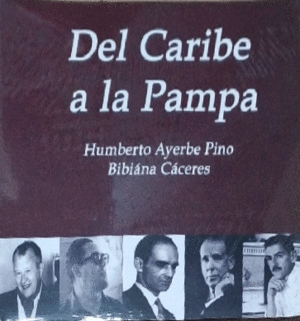 Del Caribe
a la Pampa
Humberto Ayerbe Pino
Bibiána Cáceres